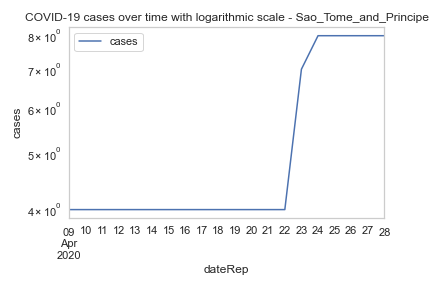 COVID-19 cases over time with logarithmic scale - Sao_Tome_and_Principe
8 × 10⁰
cases
7 × 10⁰
6 × 10⁰
5 × 10⁰
4 × 10⁰
cases
09 10 11 12 13 14 15 16 17 18 19 20 21 22 23 24 25 26 27 28
Apr
2020
dateRep